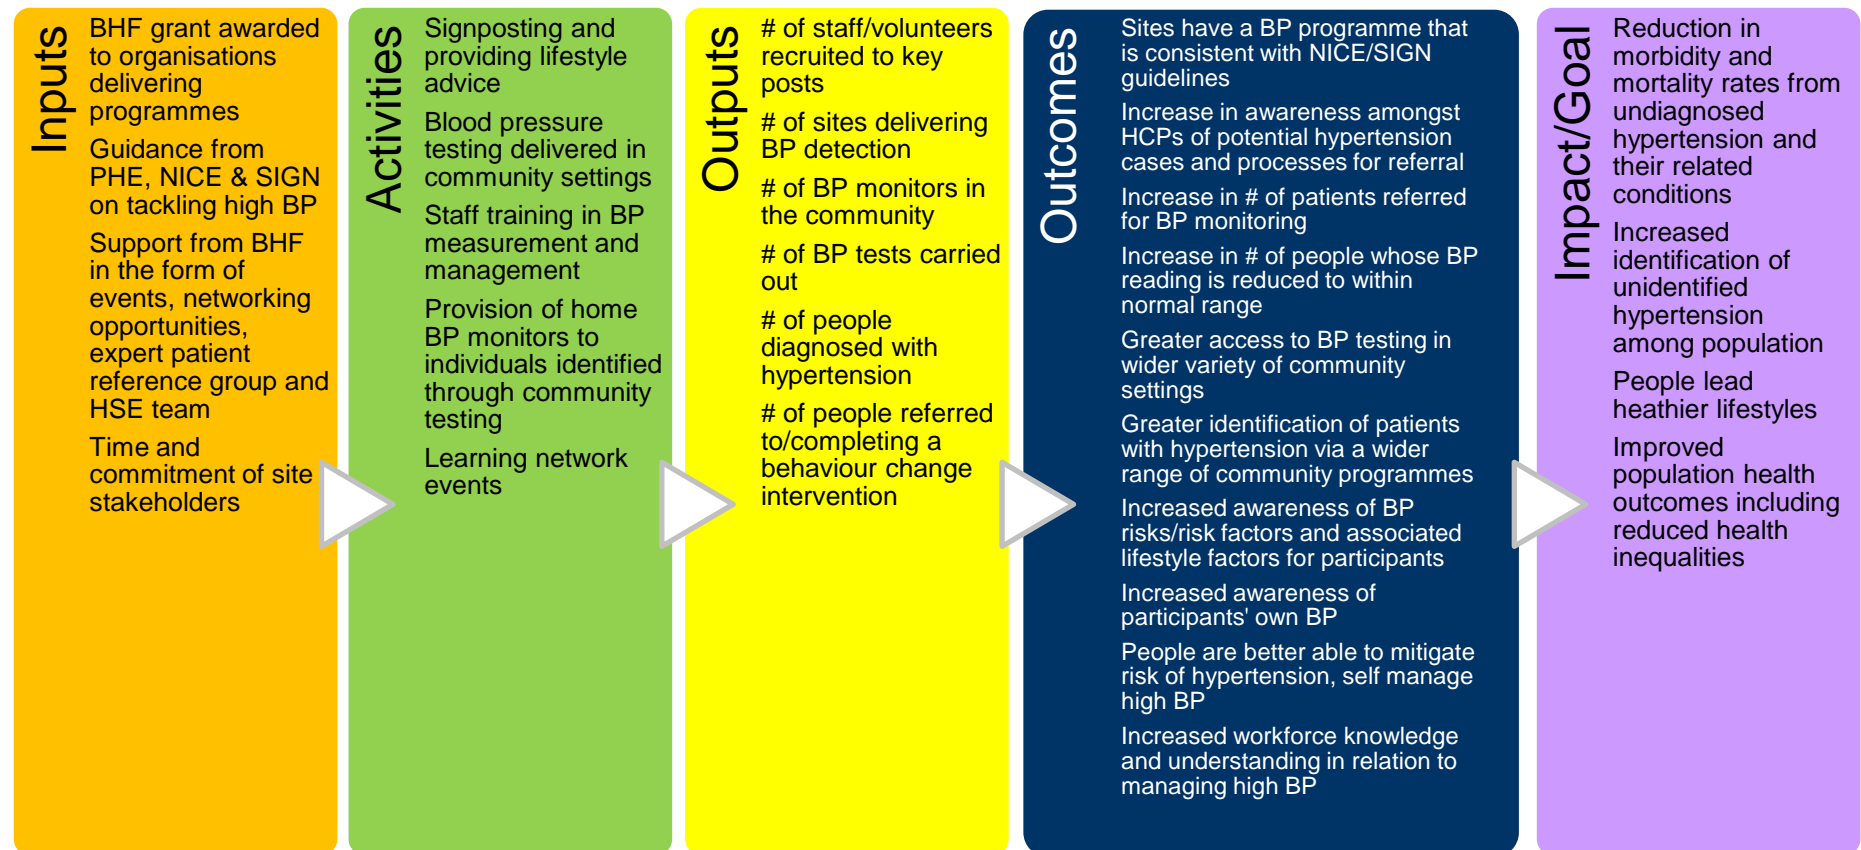 Inputs
BHF grant awarded
to organisations
delivering
programmes
Guidance from
PHE, NICE & SIGN
on tackling high BP
Support from BHF
in the form of
events, networking
opportunities,
expert patient
reference group and
HSE team
Time and
commitment of site
stakeholders
Activities
Signposting and
providing lifestyle
advice
Blood pressure
testing delivered in
community settings
Staff training in BP
measurement and
management
Provision of home
BP monitors to
individuals identified
through community
testing
Learning network
events
Outputs
# of staff/volunteers
recruited to key
posts
# of sites delivering
BP detection
# of BP monitors in
the community
# of BP tests carried
out
# of people
diagnosed with
hypertension
# of people referred
to/completing a
behaviour change
intervention
Outcomes
Sites have a BP programme that
is consistent with NICE/SIGN
guidelines
Increase in awareness amongst
HCPs of potential hypertension
cases and processes for referral
Increase in # of patients referred
for BP monitoring
Increase in # of people whose BP
reading is reduced to within
normal range
Greater access to BP testing in
wider variety of community
settings
Greater identification of patients
with hypertension via a wider
range of community programmes
Increased awareness of BP
risks/risk factors and associated
lifestyle factors for participants
Increased awareness of
participants' own BP
People are better able to mitigate
risk of hypertension, self manage
high BP
Increased workforce knowledge
and understanding in relation to
managing high BP
Impact/Goal
Reduction in
morbidity and
mortality rates from
undiagnosed
hypertension and
their related
conditions
Increased
identification of
unidentified
hypertension
among population
People lead
heathier lifestyles
Improved
population health
outcomes including
reduced health
inequalities